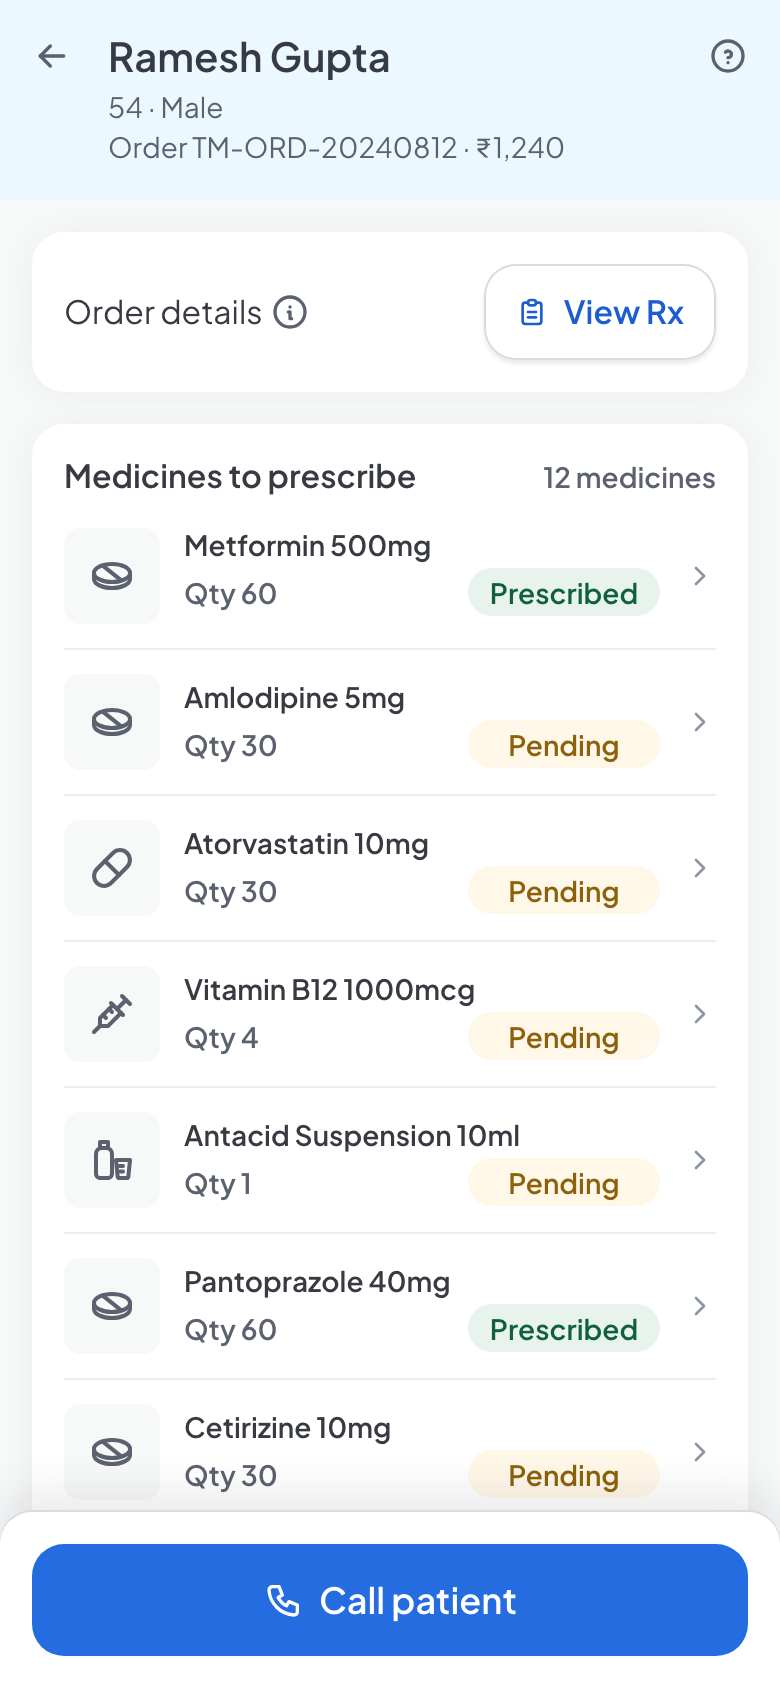 Ramesh Gupta
54 · Male
Order TM-ORD-20240812 · ₹1,240
Order details
View Rx
Medicines to prescribe
12 medicines
Metformin 500mg
Qty 60
Prescribed
Amlodipine 5mg
Qty 30
Pending
Atorvastatin 10mg
Qty 30
Pending
Vitamin B12 1000mcg
Qty 4
Pending
Antacid Suspension 10ml
Qty 1
Pending
Pantoprazole 40mg
Qty 60
Prescribed
Cetirizine 10mg
Qty 30
Pending
Call patient